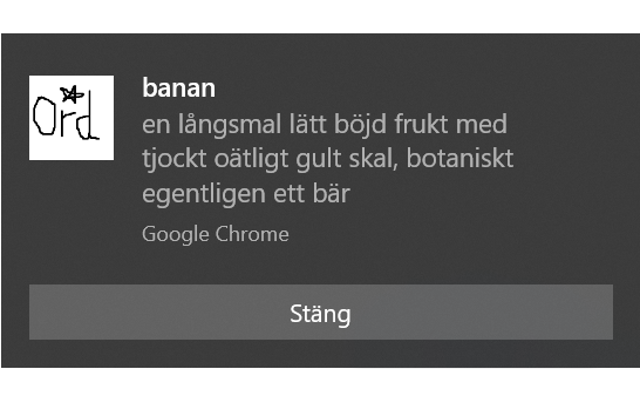 Ord
banan
en långsmal lätt böjd frukt med
tjockt oätligt gult skal, botaniskt
egentligen ett bär
Google Chrome
Stäng